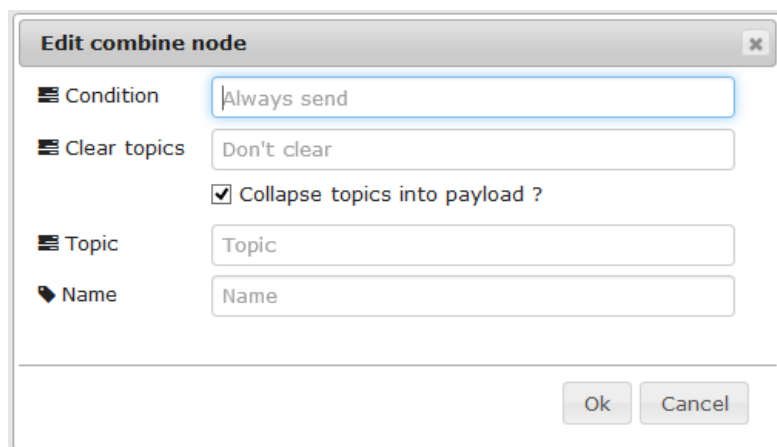 Edit combine node
Condition Always send
Clear topics Don't clear
Collapse topics into payload ?
Topic Topic
Name Name
Ok Cancel